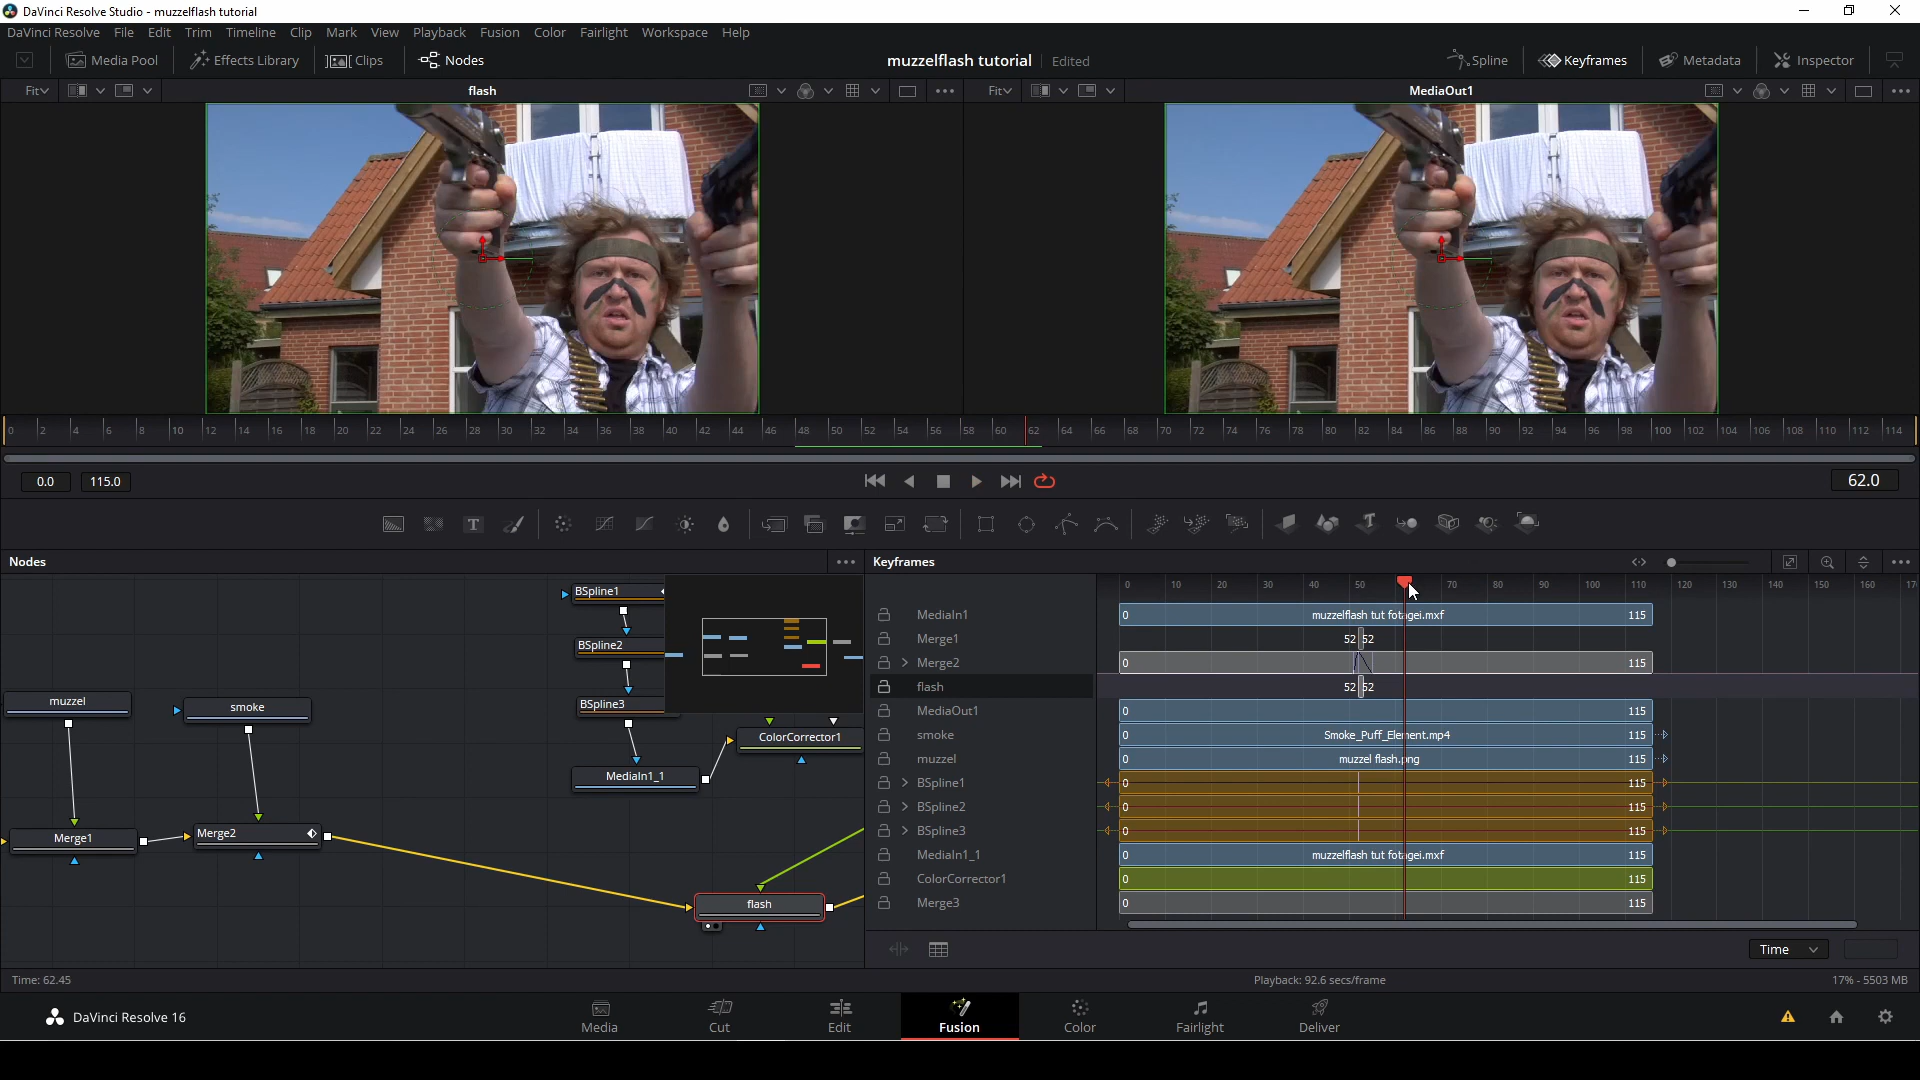 DaVinci Resolve Studio - muzzelflash tutorial
DaVinci Resolve File Edit Trim Timeline Clip Mark View Playback Fusion Color Fairlight Workspace Help
Media Pool Effects Library Clips Nodes muzzelflash tutorial Edited Spline Keyframes Metadata Inspector
Fit flash Fit MediaOut1
0 2 4 6 8 10 12 14 16 18 20 22 24 26 28 30 32 34 36 38 40 42 44 46 48 50 52 54 56 58 60 62 64 66 68 70 72 74 76 78 80 82 84 86 88 90 92 94 96 98 100 102 104 106 108 110 112 114
0.0 115.0 62.0
T T
Nodes Keyframes
0 10 20 30 40 50 70 80 90 100 110 120 130 140 150 160
BSpline1
BSpline2
BSpline3
muzzel
smoke
ColorCorrector1
MediaIn1_1
Merge1
Merge2
flash
MediaIn1 muzzelflash tut fotagei.mxf 0 115
Merge1 52 52
Merge2 0 115
flash 52 52
MediaOut1 0 115
smoke 0 Smoke_Puff_Element.mp4 115
muzzel 0 muzzel flash.png 115
BSpline1 0 115
BSpline2 0 115
BSpline3 0 115
MediaIn1_1 0 muzzelflash tut fotagei.mxf 115
ColorCorrector1 0 115
Merge3 0 115
Time
Time: 62.45 Playback: 92.6 secs/frame 17% - 5503 MB
DaVinci Resolve 16 Media Cut Edit Fusion Color Fairlight Deliver